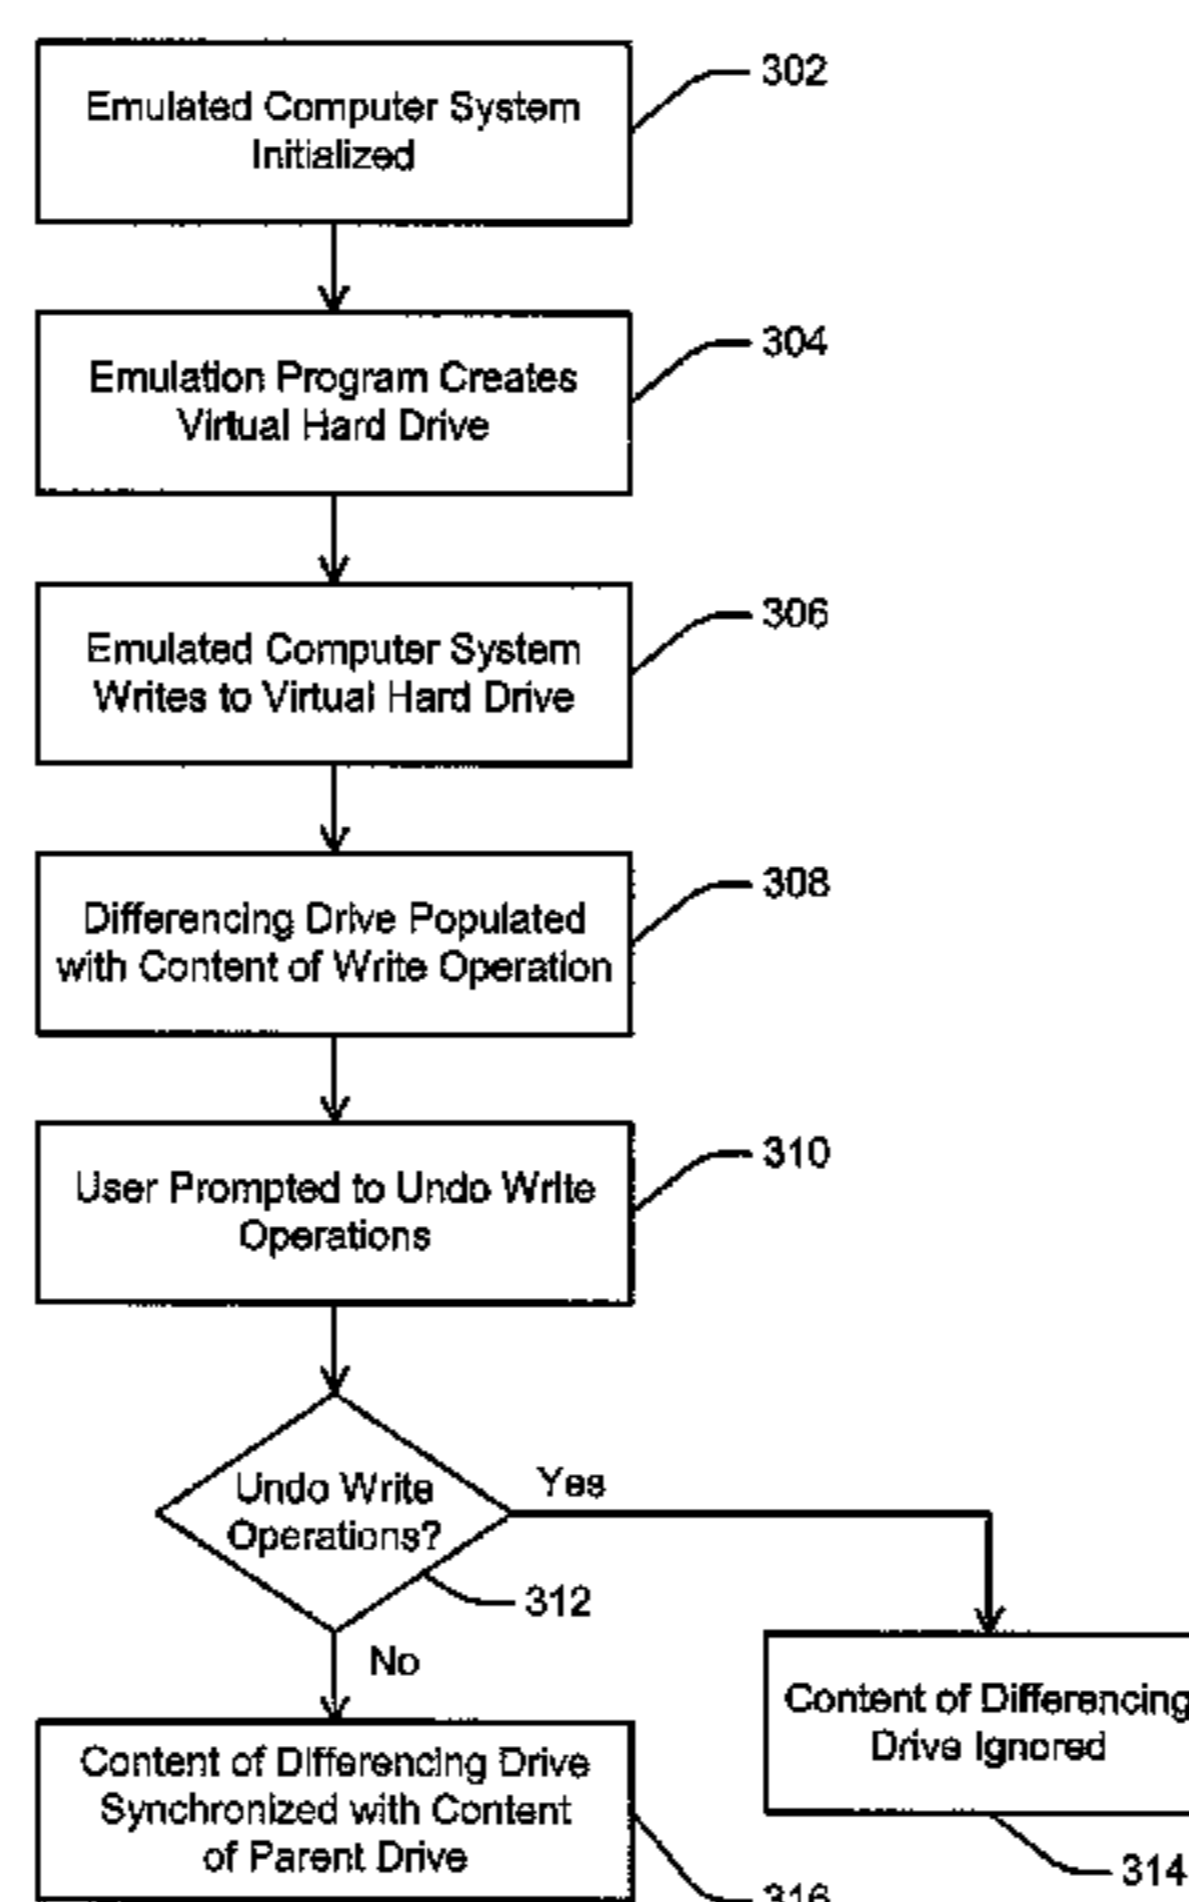 Emulated Computer System
Initialized
302
Emulation Program Creates
Virtual Hard Drive
304
Emulated Computer System
Writes to Virtual Hard Drive
306
Differencing Drive Populated
with Content of Write Operation
308
User Prompted to Undo Write
Operations
310
Undo Write
Operations?
312
Yes
No
Content of Differencing
Drive Ignored
314
Content of Differencing Drive
Synchronized with Content
of Parent Drive
316